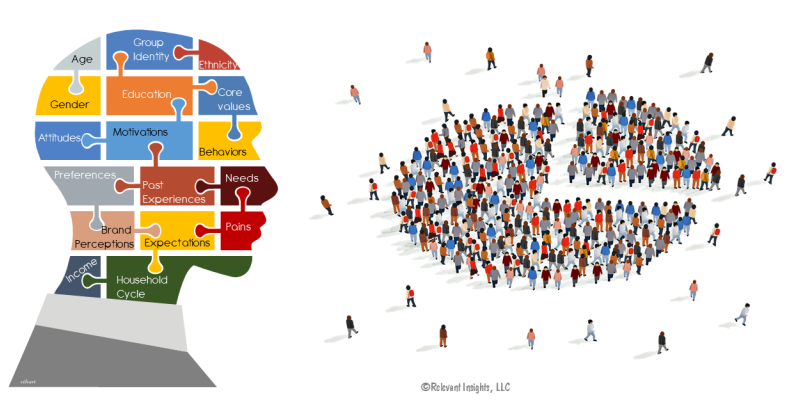 Group
Identity
Age
Ethnicity
Gender
Education
Core
values
Attitudes
Motivations
Behaviors
Preferences
Past
Experiences
Needs
Brand
Perceptions
Expectations
Pains
Income
Household
Cycle
©Relevant Insights, LLC